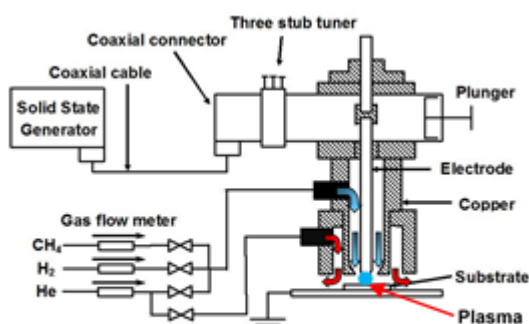 Three stub tuner
Coaxial connector
Coaxial cable
Solid State
Generator
Plunger
Electrode
Copper
Gas flow meter
CH₄
H₂
He
Substrate
Plasma